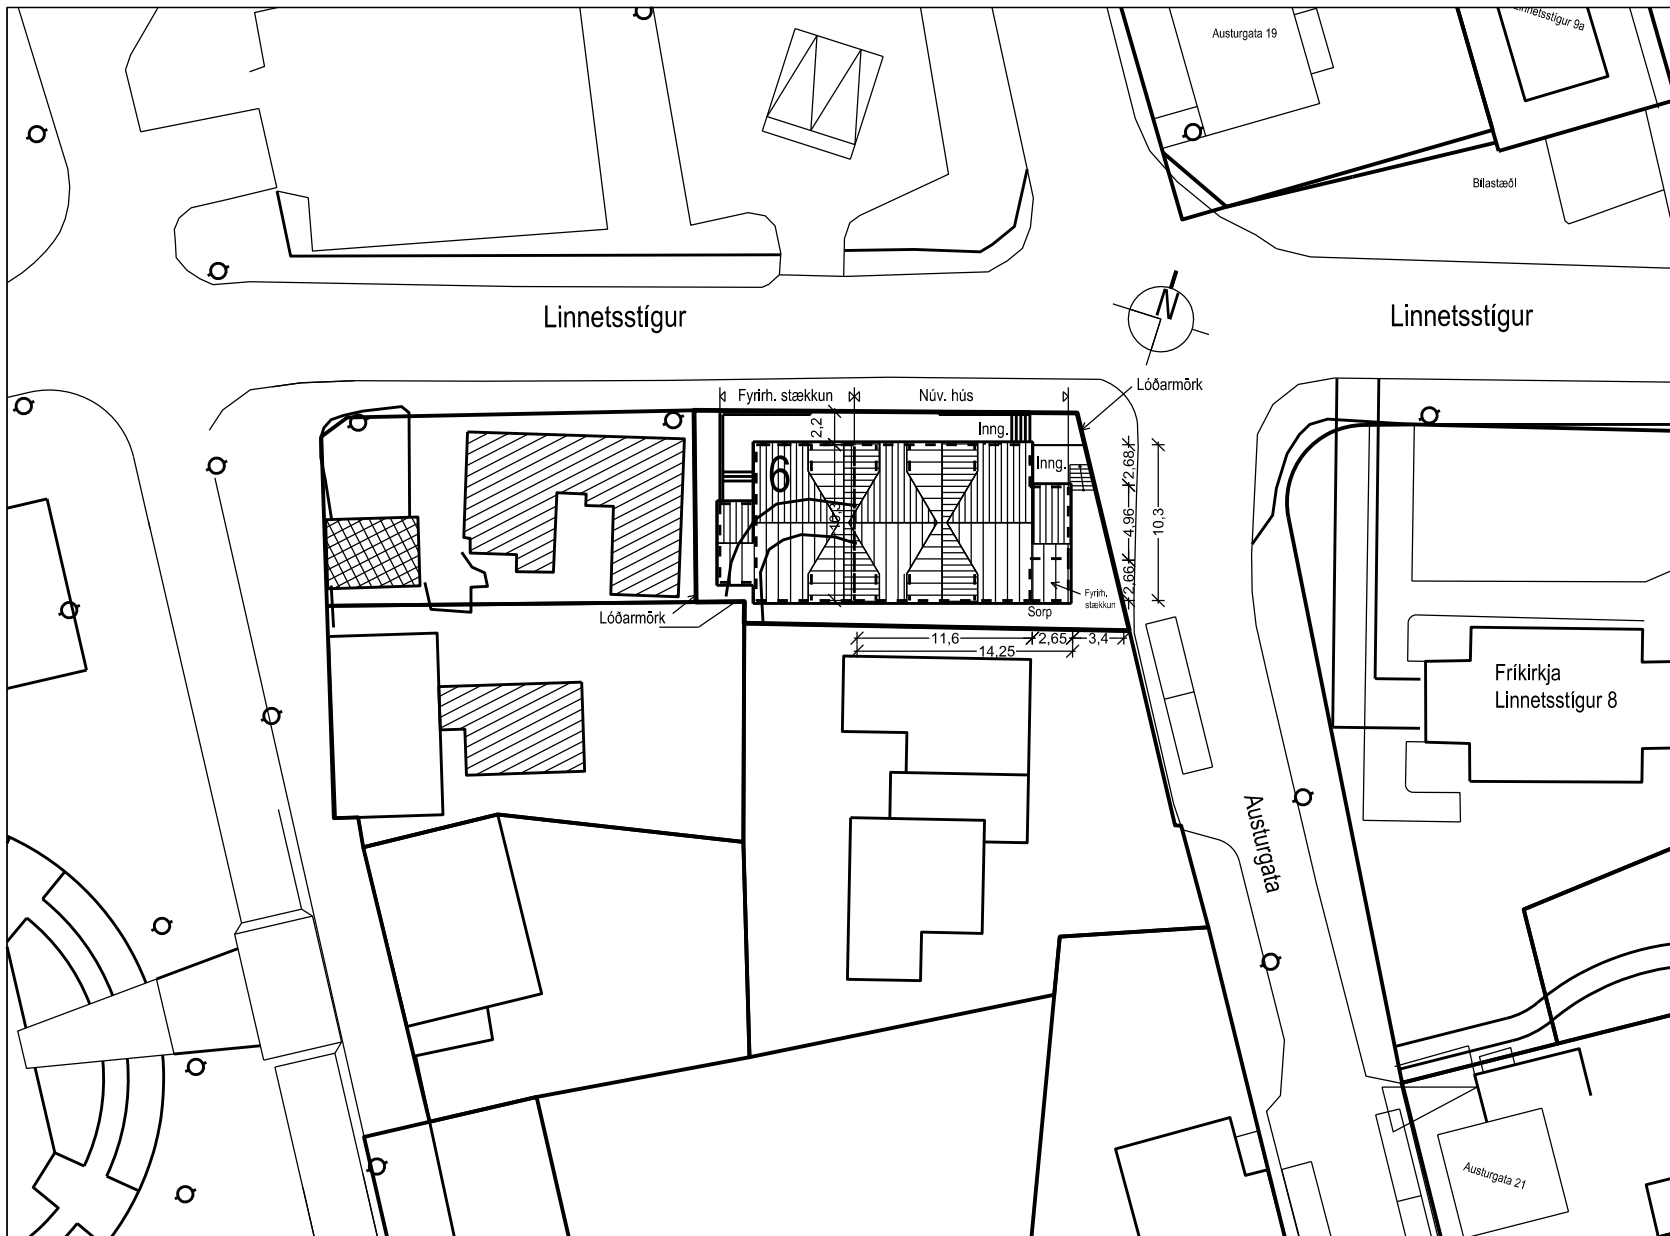 Austurgata 19
Linnetsstígur 9a
Bílastæði
Linnetsstígur
N
Linnetsstígur
Lóðarmörk
Fyrirh. stækkun
Núv. hús
2,2
Inng.
Inng.
6
10,3
2,68
4,96
2,66
10,3
Fyrirh.
stækkun
Sorp
Lóðarmörk
11,6
2,65
3,4
14,25
Fríkirkja
Linnetsstígur 8
Austurgata
Austurgata 21